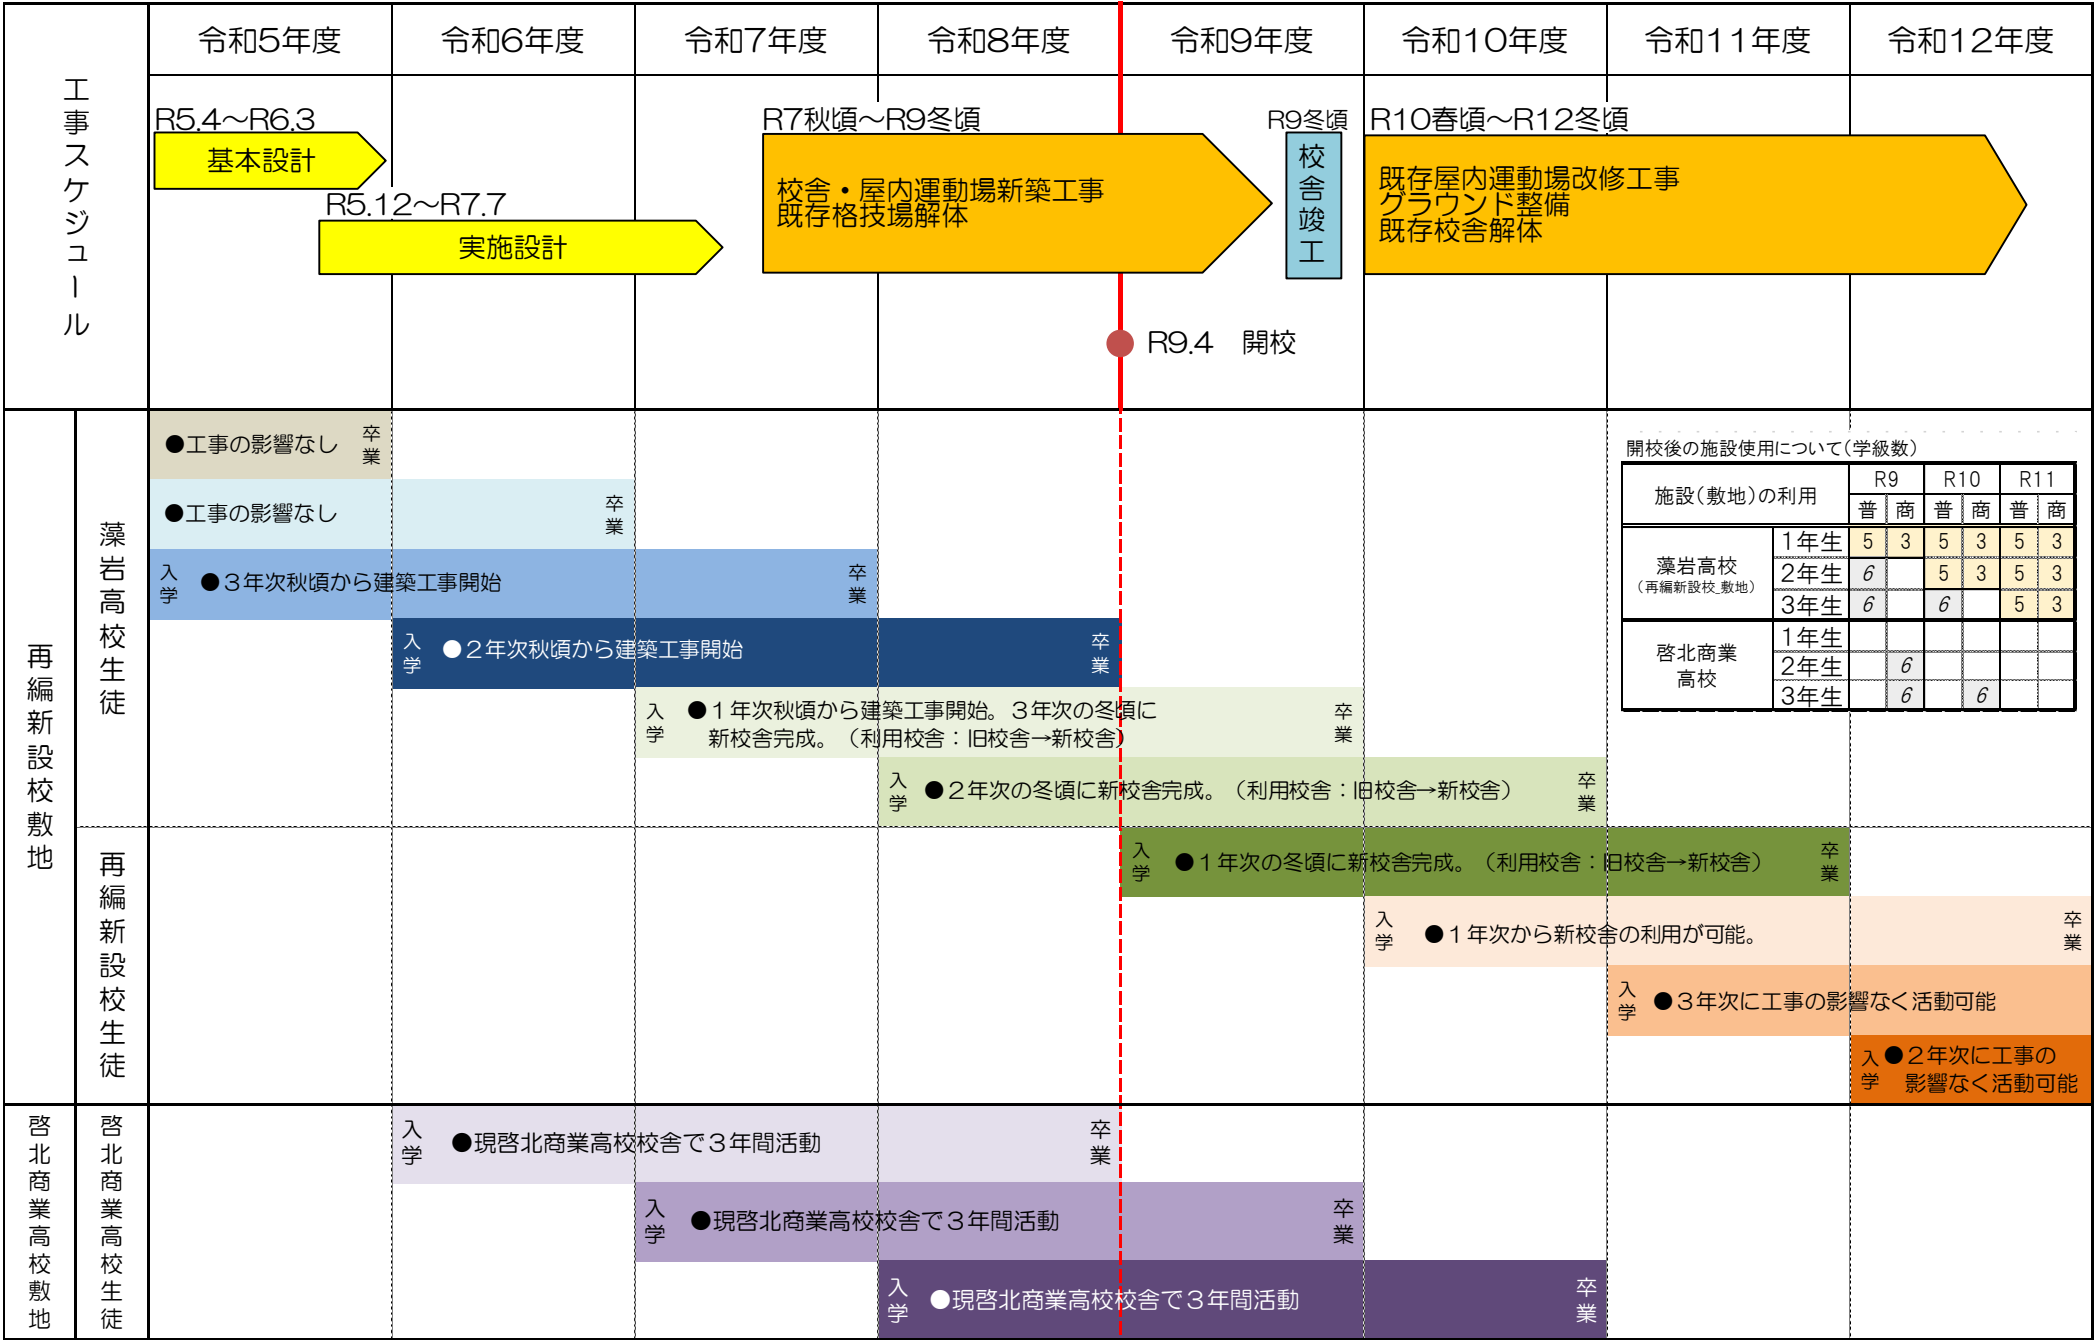 工事スケジュール
令和5年度 令和6年度 令和7年度 令和8年度 令和9年度 令和10年度 令和11年度 令和12年度
R5.4～R6.3
基本設計
R5.12～R7.7
実施設計
R7秋頃～R9冬頃
校舎・屋内運動場新築工事
既存格技場解体
R9冬頃
校舎竣工
R10春頃～R12冬頃
既存屋内運動場改修工事
グラウンド整備
既存校舎解体
R9.4　開校
再編新設校敷地
藻岩高校生徒
●工事の影響なし 卒業
●工事の影響なし 卒業
入学 ●３年次秋頃から建築工事開始 卒業
入学 ●２年次秋頃から建築工事開始 卒業
入学 ●１年次秋頃から建築工事開始。３年次の冬頃に
新校舎完成。（利用校舎：旧校舎→新校舎） 卒業
入学 ●２年次の冬頃に新校舎完成。（利用校舎：旧校舎→新校舎） 卒業
開校後の施設使用について（学級数）
施設（敷地）の利用 R9 R10 R11
普 商 普 商 普 商
藻岩高校
（再編新設校_敷地）
1年生 5 3 5 3 5 3
2年生 6 5 3 5 3
3年生 6 6 5 3
啓北商業
高校
1年生
2年生 6
3年生 6 6
再編新設校生徒
入学 ●１年次の冬頃に新校舎完成。（利用校舎：旧校舎→新校舎） 卒業
入学 ●１年次から新校舎の利用が可能。 卒業
入学 ●３年次に工事の影響なく活動可能
入学 ●２年次に工事の
影響なく活動可能
啓北商業高校敷地
啓北商業高校生徒
入学 ●現啓北商業高校校舎で３年間活動 卒業
入学 ●現啓北商業高校校舎で３年間活動 卒業
入学 ●現啓北商業高校校舎で３年間活動 卒業